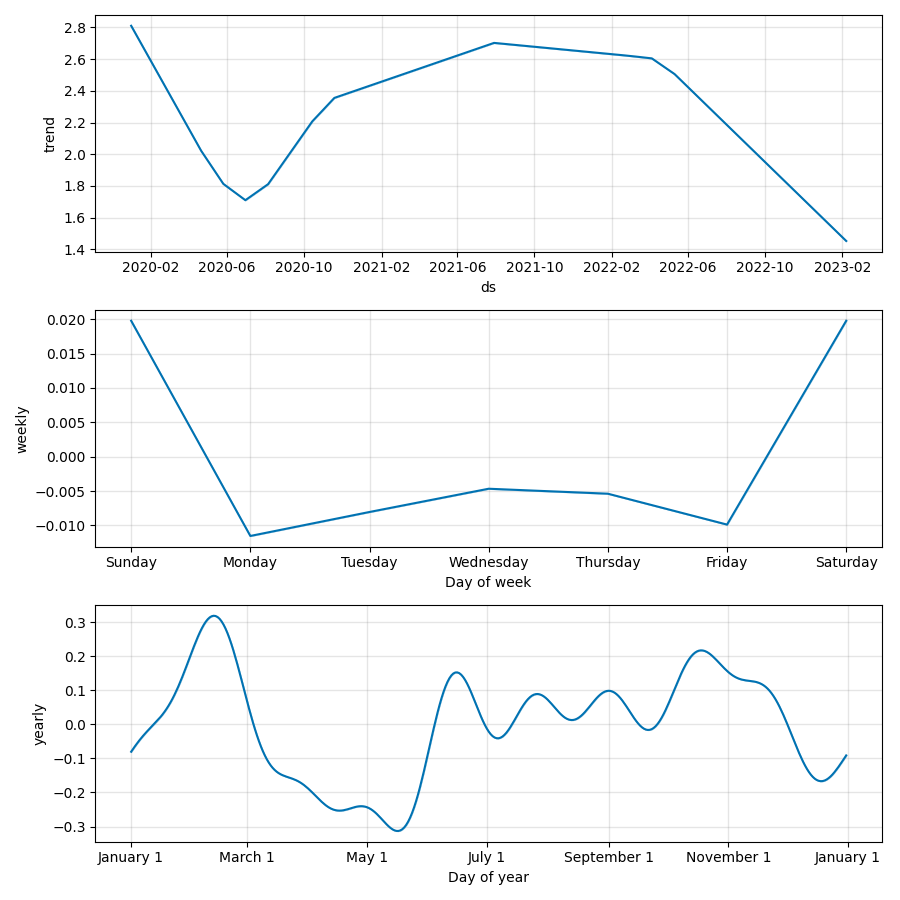 2.8
2.6
2.4
2.2
2.0
1.8
1.6
1.4
trend
2020-02 2020-06 2020-10 2021-02 2021-06 2021-10 2022-02 2022-06 2022-10 2023-02
ds
0.020
0.015
0.010
0.005
0.000
−0.005
−0.010
weekly
Sunday Monday Tuesday Wednesday Thursday Friday Saturday
Day of week
0.3
0.2
0.1
0.0
−0.1
−0.2
−0.3
yearly
January 1 March 1 May 1 July 1 September 1 November 1 January 1
Day of year